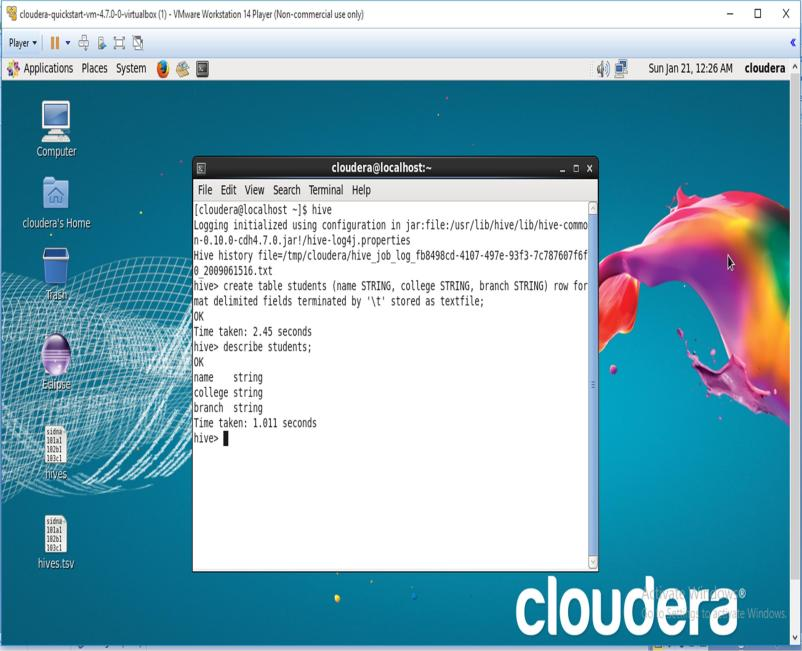 cloudera-quickstart-vm-4.7.0-0-virtualbox (1) - VMware Workstation 14 Player (Non-commercial use only)
Player
Applications Places System Sun Jan 21, 12:26 AM cloudera
Computer
cloudera's Home
Trash
Eclipse
sidna
101a1
102b1
103c1
hives
sidna
101a1
102b1
103c1
hives.tsv
cloudera@localhost:~
File Edit View Search Terminal Help
[cloudera@localhost ~]$ hive
Logging initialized using configuration in jar:file:/usr/lib/hive/lib/hive-commo
n-0.10.0-cdh4.7.0.jar!/hive-log4j.properties
Hive history file=/tmp/cloudera/hive_job_log_fb8498cd-4107-497e-93f3-7c787607f6f
0_2009061516.txt
hive> create table students (name STRING, college STRING, branch STRING) row for
mat delimited fields terminated by '\t' stored as textfile;
OK
Time taken: 2.45 seconds
hive> describe students;
OK
name string
college string
branch string
Time taken: 1.011 seconds
hive>
cloudera
Activate Windows
Go to Settings to activate Windows.